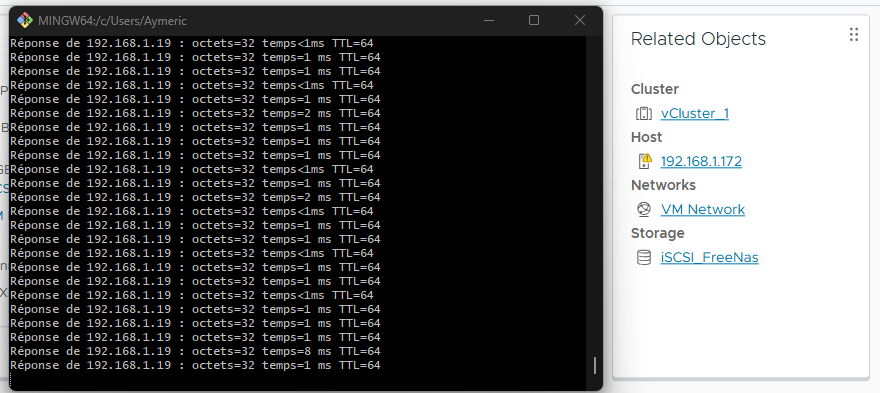 MINGW64:/c/Users/Aymeric
Réponse de 192.168.1.19 : octets=32 temps<1ms TTL=64
Réponse de 192.168.1.19 : octets=32 temps=1 ms TTL=64
Réponse de 192.168.1.19 : octets=32 temps=1 ms TTL=64
Réponse de 192.168.1.19 : octets=32 temps<1ms TTL=64
Réponse de 192.168.1.19 : octets=32 temps=1 ms TTL=64
Réponse de 192.168.1.19 : octets=32 temps=2 ms TTL=64
Réponse de 192.168.1.19 : octets=32 temps=1 ms TTL=64
Réponse de 192.168.1.19 : octets=32 temps=1 ms TTL=64
Réponse de 192.168.1.19 : octets=32 temps=1 ms TTL=64
Réponse de 192.168.1.19 : octets=32 temps<1ms TTL=64
Réponse de 192.168.1.19 : octets=32 temps=1 ms TTL=64
Réponse de 192.168.1.19 : octets=32 temps=2 ms TTL=64
Réponse de 192.168.1.19 : octets=32 temps<1ms TTL=64
Réponse de 192.168.1.19 : octets=32 temps=1 ms TTL=64
Réponse de 192.168.1.19 : octets=32 temps=1 ms TTL=64
Réponse de 192.168.1.19 : octets=32 temps<1ms TTL=64
Réponse de 192.168.1.19 : octets=32 temps=1 ms TTL=64
Réponse de 192.168.1.19 : octets=32 temps=1 ms TTL=64
Réponse de 192.168.1.19 : octets=32 temps<1ms TTL=64
Réponse de 192.168.1.19 : octets=32 temps=1 ms TTL=64
Réponse de 192.168.1.19 : octets=32 temps=1 ms TTL=64
Réponse de 192.168.1.19 : octets=32 temps=1 ms TTL=64
Réponse de 192.168.1.19 : octets=32 temps=8 ms TTL=64
Réponse de 192.168.1.19 : octets=32 temps=1 ms TTL=64
Related Objects
Cluster
vCluster_1
Host
192.168.1.172
Networks
VM Network
Storage
iSCSI_FreeNas